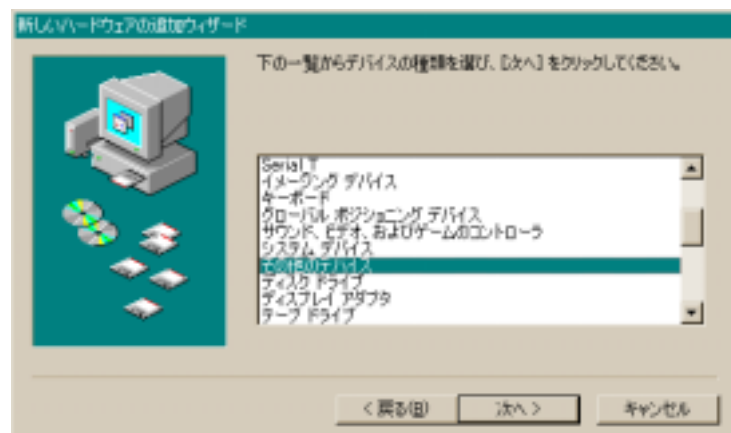 新しいハードウェアの追加ウィザード
下の一覧からデバイスの種類を選び、[次へ] をクリックしてください。
Serial T
イメージング デバイス
キーボード
グローバル ポジショニング デバイス
サウンド、ビデオ、およびゲームのコントローラ
システム デバイス
その他のデバイス
ディスク ドライブ
ディスプレイ アダプタ
テープ ドライブ
< 戻る(B)
次へ >
キャンセル